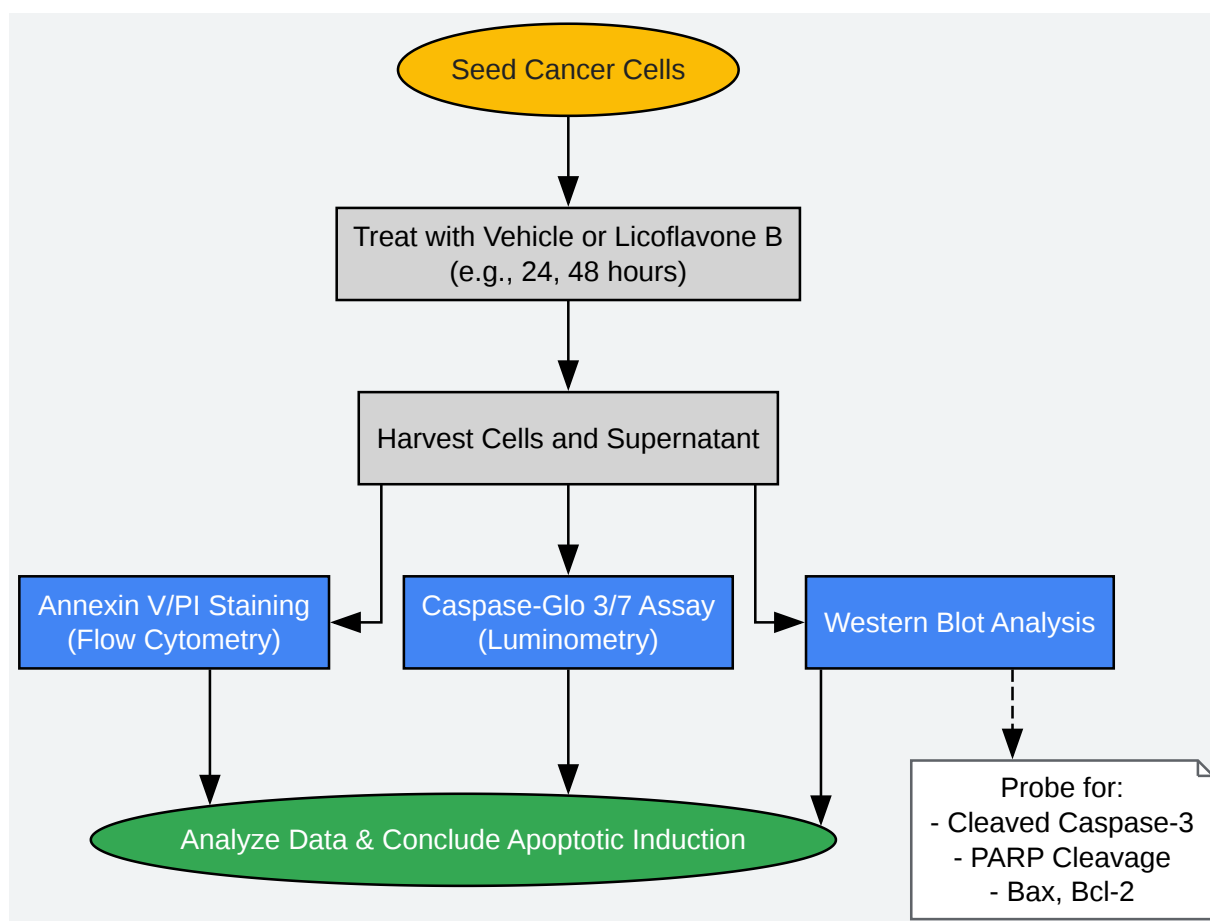 Seed Cancer Cells
Treat with Vehicle or Licoflavone B
(e.g., 24, 48 hours)
Harvest Cells and Supernatant
Annexin V/PI Staining
(Flow Cytometry)
Caspase-Glo 3/7 Assay
(Luminometry)
Western Blot Analysis
Analyze Data & Conclude Apoptotic Induction
Probe for:
- Cleaved Caspase-3
- PARP Cleavage
- Bax, Bcl-2